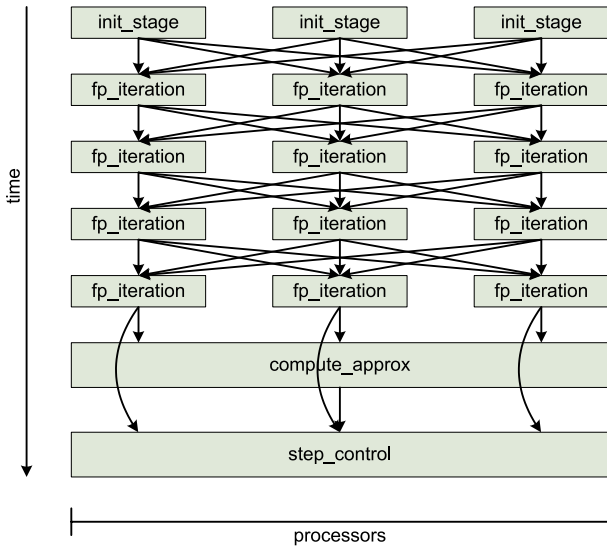 init_stage init_stage init_stage
fp_iteration fp_iteration fp_iteration
fp_iteration fp_iteration fp_iteration
fp_iteration fp_iteration fp_iteration
fp_iteration fp_iteration fp_iteration
time
compute_approx
step_control
processors